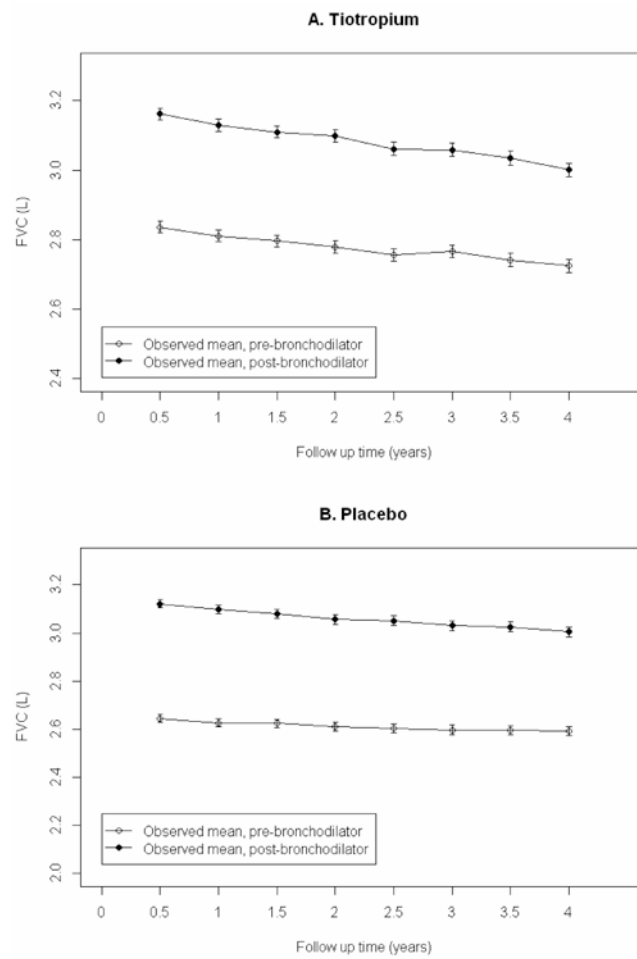 A. Tiotropium
3.2
3.0
FVC (L)
2.8
2.6
2.4
Observed mean, pre-bronchodilator
Observed mean, post-bronchodilator
0 0.5 1 1.5 2 2.5 3 3.5 4
Follow up time (years)
B. Placebo
3.2
3.0
2.8
FVC (L)
2.6
2.4
2.2
2.0
Observed mean, pre-bronchodilator
Observed mean, post-bronchodilator
0 0.5 1 1.5 2 2.5 3 3.5 4
Follow up time (years)